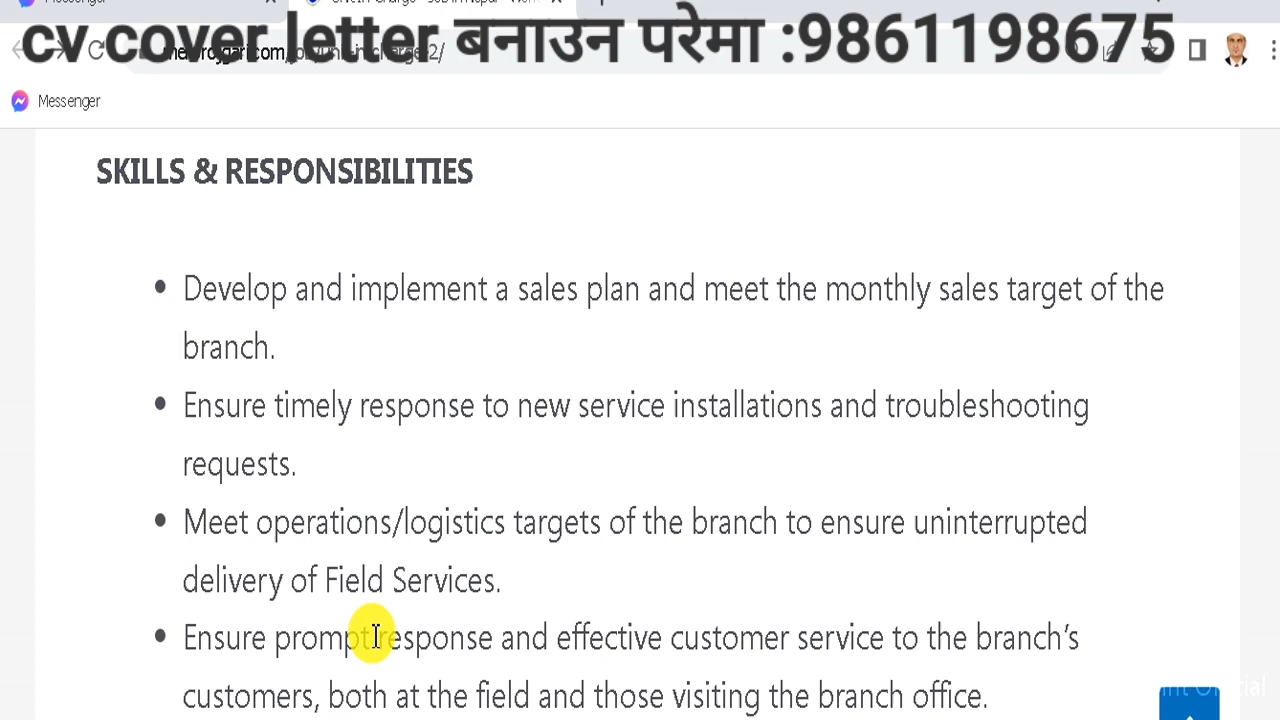 cv cover letter बनाउन परेमा :9861198675
Messenger
SKILLS & RESPONSIBILITIES
• Develop and implement a sales plan and meet the monthly sales target of the
branch.
• Ensure timely response to new service installations and troubleshooting
requests.
• Meet operations/logistics targets of the branch to ensure uninterrupted
delivery of Field Services.
• Ensure prompt response and effective customer service to the branch’s
customers, both at the field and those visiting the branch office.